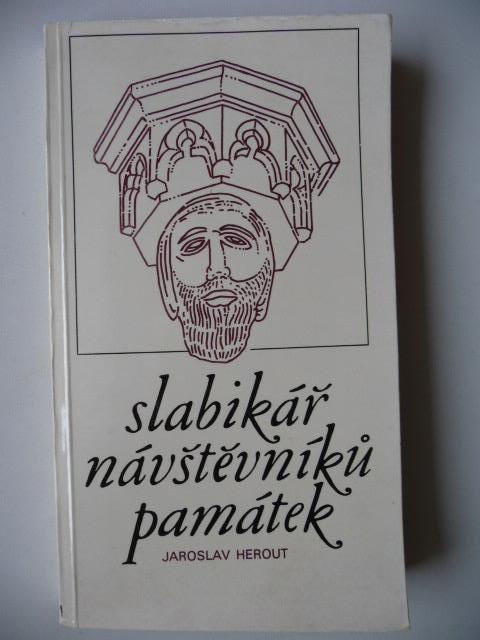 slabikář
návštěvníků
památek
JAROSLAV HEROUT